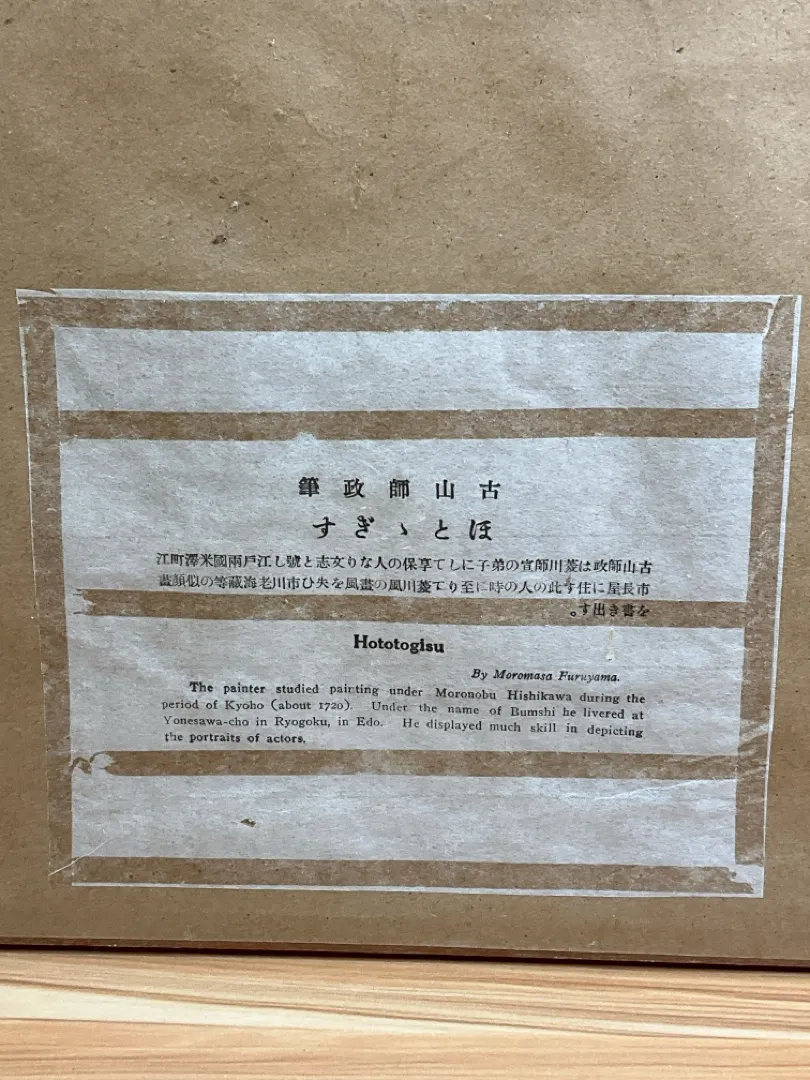 古山師政筆
ほとゝぎす
古山師政は菱川師宣の弟子にして享保の人なり文志と號し江戸兩國米澤町江
市長屋に住す此の人の時に至りて菱川風の畫風を失ひ市川老海藏等の似顔畫
を書き出す。
Hototogisu
By Moromasa Furuyama.
The painter studied painting under Moronobu Hishikawa during the
period of Kyoho (about 1720). Under the name of Bumshi he livered at
Yonesawa-cho in Ryogoku, in Edo. He displayed much skill in depicting
the portraits of actors.